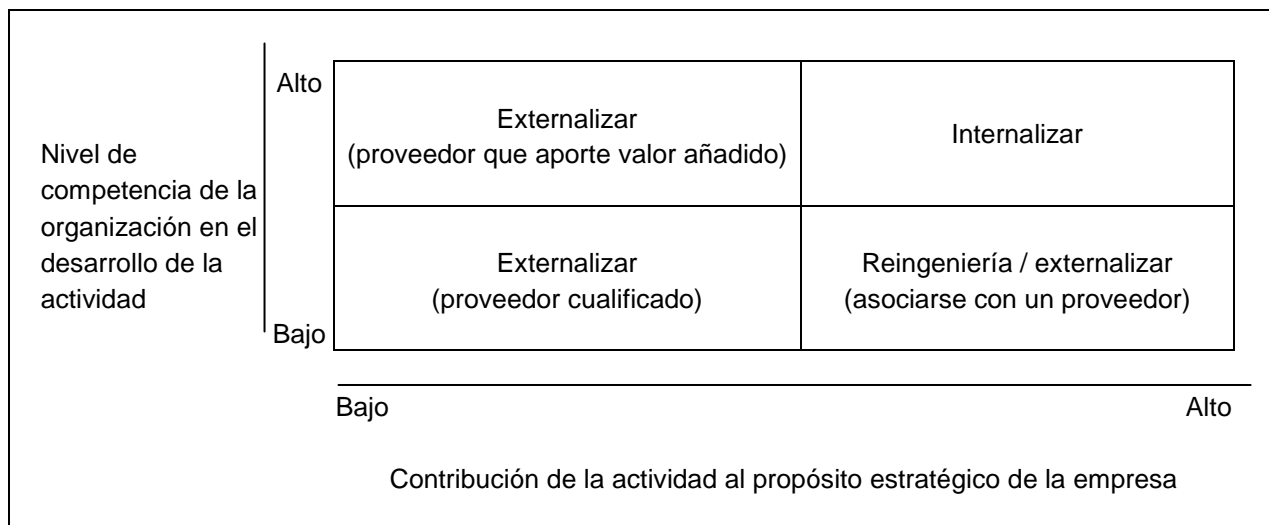 Nivel de
competencia de la
organización en el
desarrollo de la
actividad
Alto
Bajo
Externalizar
(proveedor que aporte valor añadido)
Internalizar
Externalizar
(proveedor cualificado)
Reingeniería / externalizar
(asociarse con un proveedor)
Bajo
Alto
Contribución de la actividad al propósito estratégico de la empresa